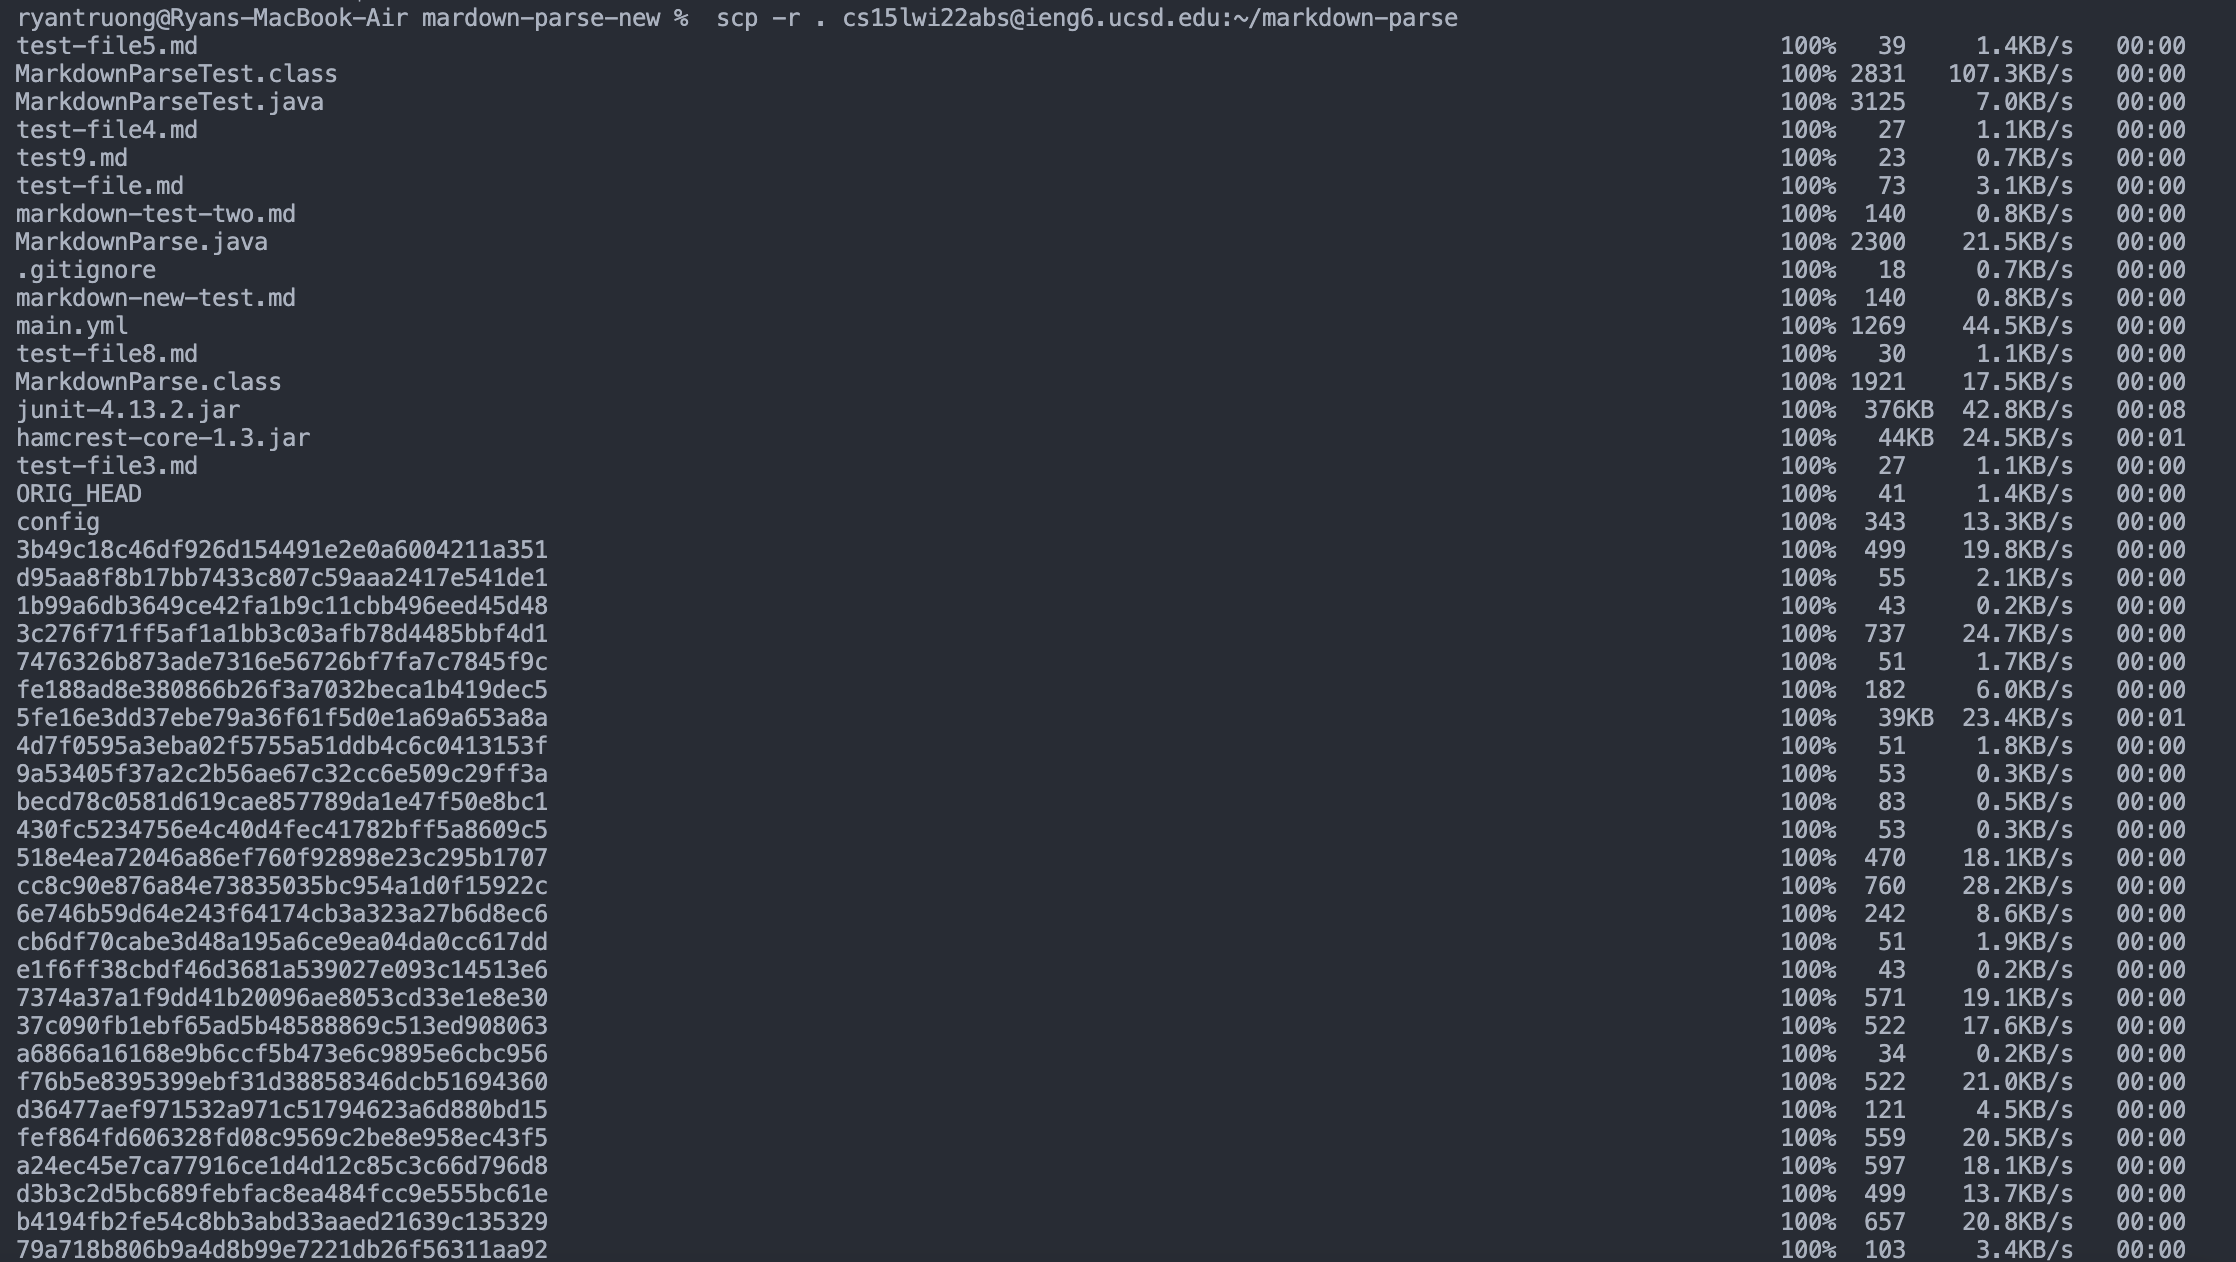 ryantruong@Ryans-MacBook-Air mardown-parse-new %  scp -r . cs15lwi22abs@ieng6.ucsd.edu:~/markdown-parse
test-file5.md 100% 39 1.4KB/s 00:00
MarkdownParseTest.class 100% 2831 107.3KB/s 00:00
MarkdownParseTest.java 100% 3125 7.0KB/s 00:00
test-file4.md 100% 27 1.1KB/s 00:00
test9.md 100% 23 0.7KB/s 00:00
test-file.md 100% 73 3.1KB/s 00:00
markdown-test-two.md 100% 140 0.8KB/s 00:00
MarkdownParse.java 100% 2300 21.5KB/s 00:00
.gitignore 100% 18 0.7KB/s 00:00
markdown-new-test.md 100% 140 0.8KB/s 00:00
main.yml 100% 1269 44.5KB/s 00:00
test-file8.md 100% 30 1.1KB/s 00:00
MarkdownParse.class 100% 1921 17.5KB/s 00:00
junit-4.13.2.jar 100% 376KB 42.8KB/s 00:08
hamcrest-core-1.3.jar 100% 44KB 24.5KB/s 00:01
test-file3.md 100% 27 1.1KB/s 00:00
ORIG_HEAD 100% 41 1.4KB/s 00:00
config 100% 343 13.3KB/s 00:00
3b49c18c46df926d154491e2e0a6004211a351 100% 499 19.8KB/s 00:00
d95aa8f8b17bb7433c807c59aaa2417e541de1 100% 55 2.1KB/s 00:00
1b99a6db3649ce42fa1b9c11cbb496eed45d48 100% 43 0.2KB/s 00:00
3c276f71ff5af1a1bb3c03afb78d4485bbf4d1 100% 737 24.7KB/s 00:00
7476326b873ade7316e56726bf7fa7c7845f9c 100% 51 1.7KB/s 00:00
fe188ad8e380866b26f3a7032beca1b419dec5 100% 182 6.0KB/s 00:00
5fe16e3dd37ebe79a36f61f5d0e1a69a653a8a 100% 39KB 23.4KB/s 00:01
4d7f0595a3eba02f5755a51ddb4c6c0413153f 100% 51 1.8KB/s 00:00
9a53405f37a2c2b56ae67c32cc6e509c29ff3a 100% 53 0.3KB/s 00:00
becd78c0581d619cae857789da1e47f50e8bc1 100% 83 0.5KB/s 00:00
430fc5234756e4c40d4fec41782bff5a8609c5 100% 53 0.3KB/s 00:00
518e4ea72046a86ef760f92898e23c295b1707 100% 470 18.1KB/s 00:00
cc8c90e876a84e73835035bc954a1d0f15922c 100% 760 28.2KB/s 00:00
6e746b59d64e243f64174cb3a323a27b6d8ec6 100% 242 8.6KB/s 00:00
cb6df70cabe3d48a195a6ce9ea04da0cc617dd 100% 51 1.9KB/s 00:00
e1f6ff38cbdf46d3681a539027e093c14513e6 100% 43 0.2KB/s 00:00
7374a37a1f9dd41b20096ae8053cd33e1e8e30 100% 571 19.1KB/s 00:00
37c090fb1ebf65ad5b48588869c513ed908063 100% 522 17.6KB/s 00:00
a6866a16168e9b6ccf5b473e6c9895e6cbc956 100% 34 0.2KB/s 00:00
f76b5e8395399ebf31d38858346dcb51694360 100% 522 21.0KB/s 00:00
d36477aef971532a971c51794623a6d880bd15 100% 121 4.5KB/s 00:00
fef864fd606328fd08c9569c2be8e958ec43f5 100% 559 20.5KB/s 00:00
a24ec45e7ca77916ce1d4d12c85c3c66d796d8 100% 597 18.1KB/s 00:00
d3b3c2d5bc689febfac8ea484fcc9e555bc61e 100% 499 13.7KB/s 00:00
b4194fb2fe54c8bb3abd33aaed21639c135329 100% 657 20.8KB/s 00:00
79a718b806b9a4d8b99e7221db26f56311aa92 100% 103 3.4KB/s 00:00